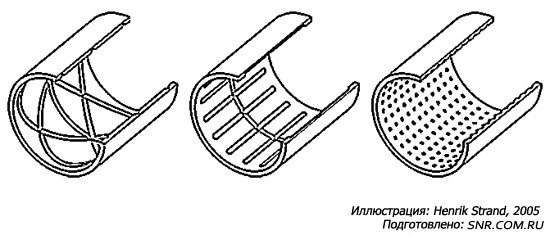 Иллюстрация: Henrik Strand, 2005
Подготовлено: SNR.COM.RU